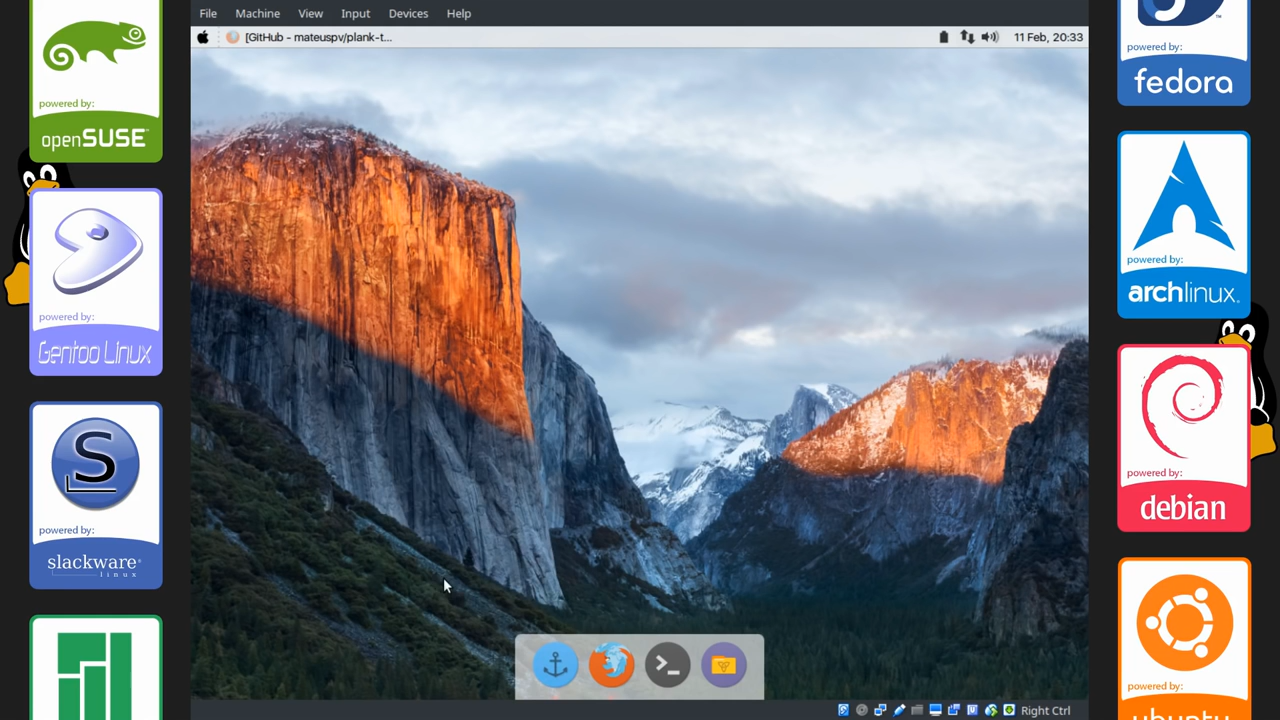 File Machine View Input Devices Help
[GitHub - mateuspv/plank-t... 11 Feb, 20:33
powered by:
openSUSE
powered by:
Gentoo Linux
powered by:
slackware
linux
powered by:
fedora
powered by:
archlinux
powered by:
debian
powered by:
ubuntu
Right Ctrl